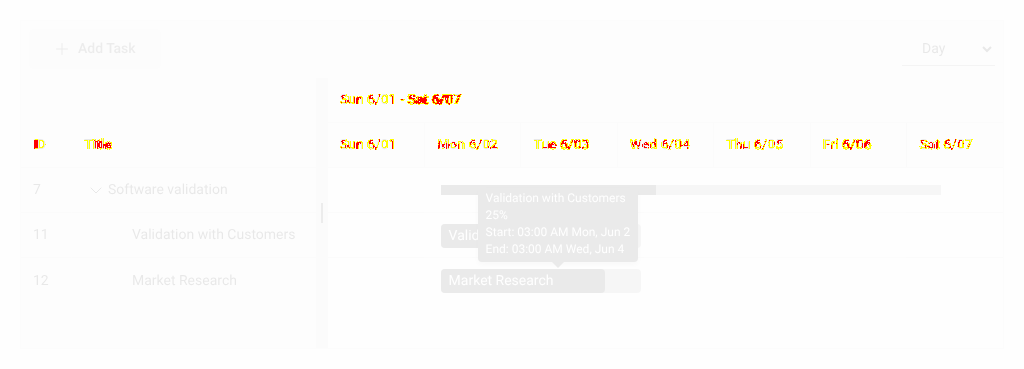 Add Task
Day
Sun 6/01 - Sat 6/07
ID Title Sun 6/01 Mon 6/02 Tue 6/03 Wed 6/04 Thu 6/05 Fri 6/06 Sat 6/07
7 Software validation
Validation with Customers
25%
11 Validation with Customers Valid
Start: 03:00 AM Mon, Jun 2
End: 03:00 AM Wed, Jun 4
12 Market Research Market Research